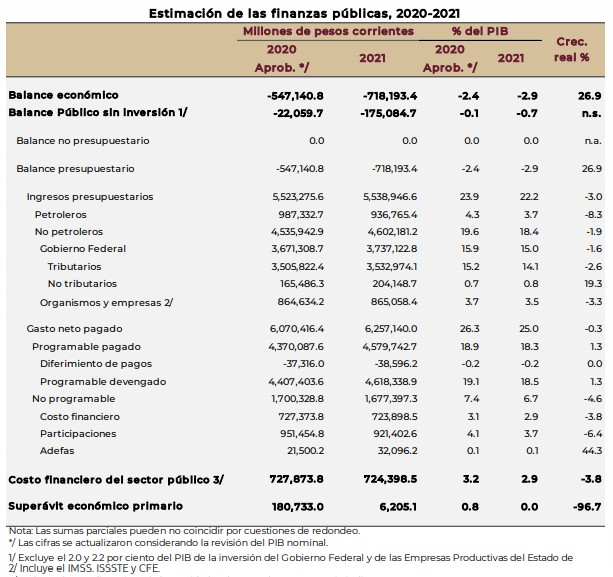 Estimación de las finanzas públicas, 2020-2021
Millones de pesos corrientes % del PIB Crec. real %
2020 Aprob. */ 2021 2020 Aprob. */ 2021
Balance económico -547,140.8 -718,193.4 -2.4 -2.9 26.9
Balance Público sin inversión 1/ -22,059.7 -175,084.7 -0.1 -0.7 n.s.
Balance no presupuestario 0.0 0.0 0.0 0.0 n.a.
Balance presupuestario -547,140.8 -718,193.4 -2.4 -2.9 26.9
Ingresos presupuestarios 5,523,275.6 5,538,946.6 23.9 22.2 -3.0
Petroleros 987,332.7 936,765.4 4.3 3.7 -8.3
No petroleros 4,535,942.9 4,602,181.2 19.6 18.4 -1.9
Gobierno Federal 3,671,308.7 3,737,122.8 15.9 15.0 -1.6
Tributarios 3,505,822.4 3,532,974.1 15.2 14.1 -2.6
No tributarios 165,486.3 204,148.7 0.7 0.8 19.3
Organismos y empresas 2/ 864,634.2 865,058.4 3.7 3.5 -3.3
Gasto neto pagado 6,070,416.4 6,257,140.0 26.3 25.0 -0.3
Programable pagado 4,370,087.6 4,579,742.7 18.9 18.3 1.3
Diferimiento de pagos -37,316.0 -38,596.2 -0.2 -0.2 0.0
Programable devengado 4,407,403.6 4,618,338.9 19.1 18.5 1.3
No programable 1,700,328.8 1,677,397.3 7.4 6.7 -4.6
Costo financiero 727,373.8 723,898.5 3.1 2.9 -3.8
Participaciones 951,454.8 921,402.6 4.1 3.7 -6.4
Adefas 21,500.2 32,096.2 0.1 0.1 44.3
Costo financiero del sector público 3/ 727,873.8 724,398.5 3.2 2.9 -3.8
Superávit económico primario 180,733.0 6,205.1 0.8 0.0 -96.7
Nota: Las sumas parciales pueden no coincidir por cuestiones de redondeo.
*/ Las cifras se actualizaron considerando la revisión del PIB nominal.
1/ Excluye el 2.0 y 2.2 por ciento del PIB de la inversión del Gobierno Federal y de las Empresas Productivas del Estado de
2/ Incluye el IMSS, ISSSTE y CFE.